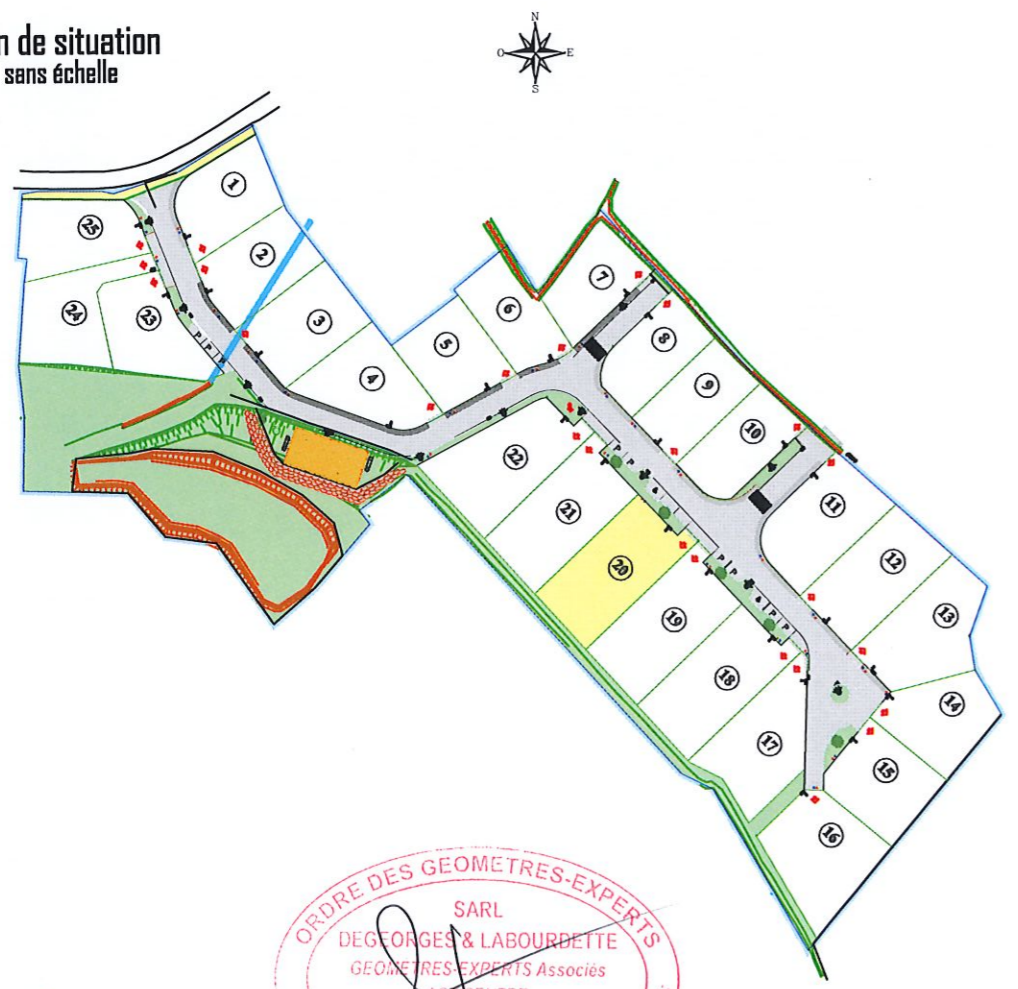 n de situation
sans échelle
N
O E
S
1
25
2
7
24
23
3
6
8
5
4
9
10
22
11
21
12
20
13
19
18
14
17
15
16
P P
P
P P
P P
ORDRE DES GEOMETRES-EXPERTS
SARL
DEGEORGES & LABOURDETTE
GEOMETRES-EXPERTS Associés